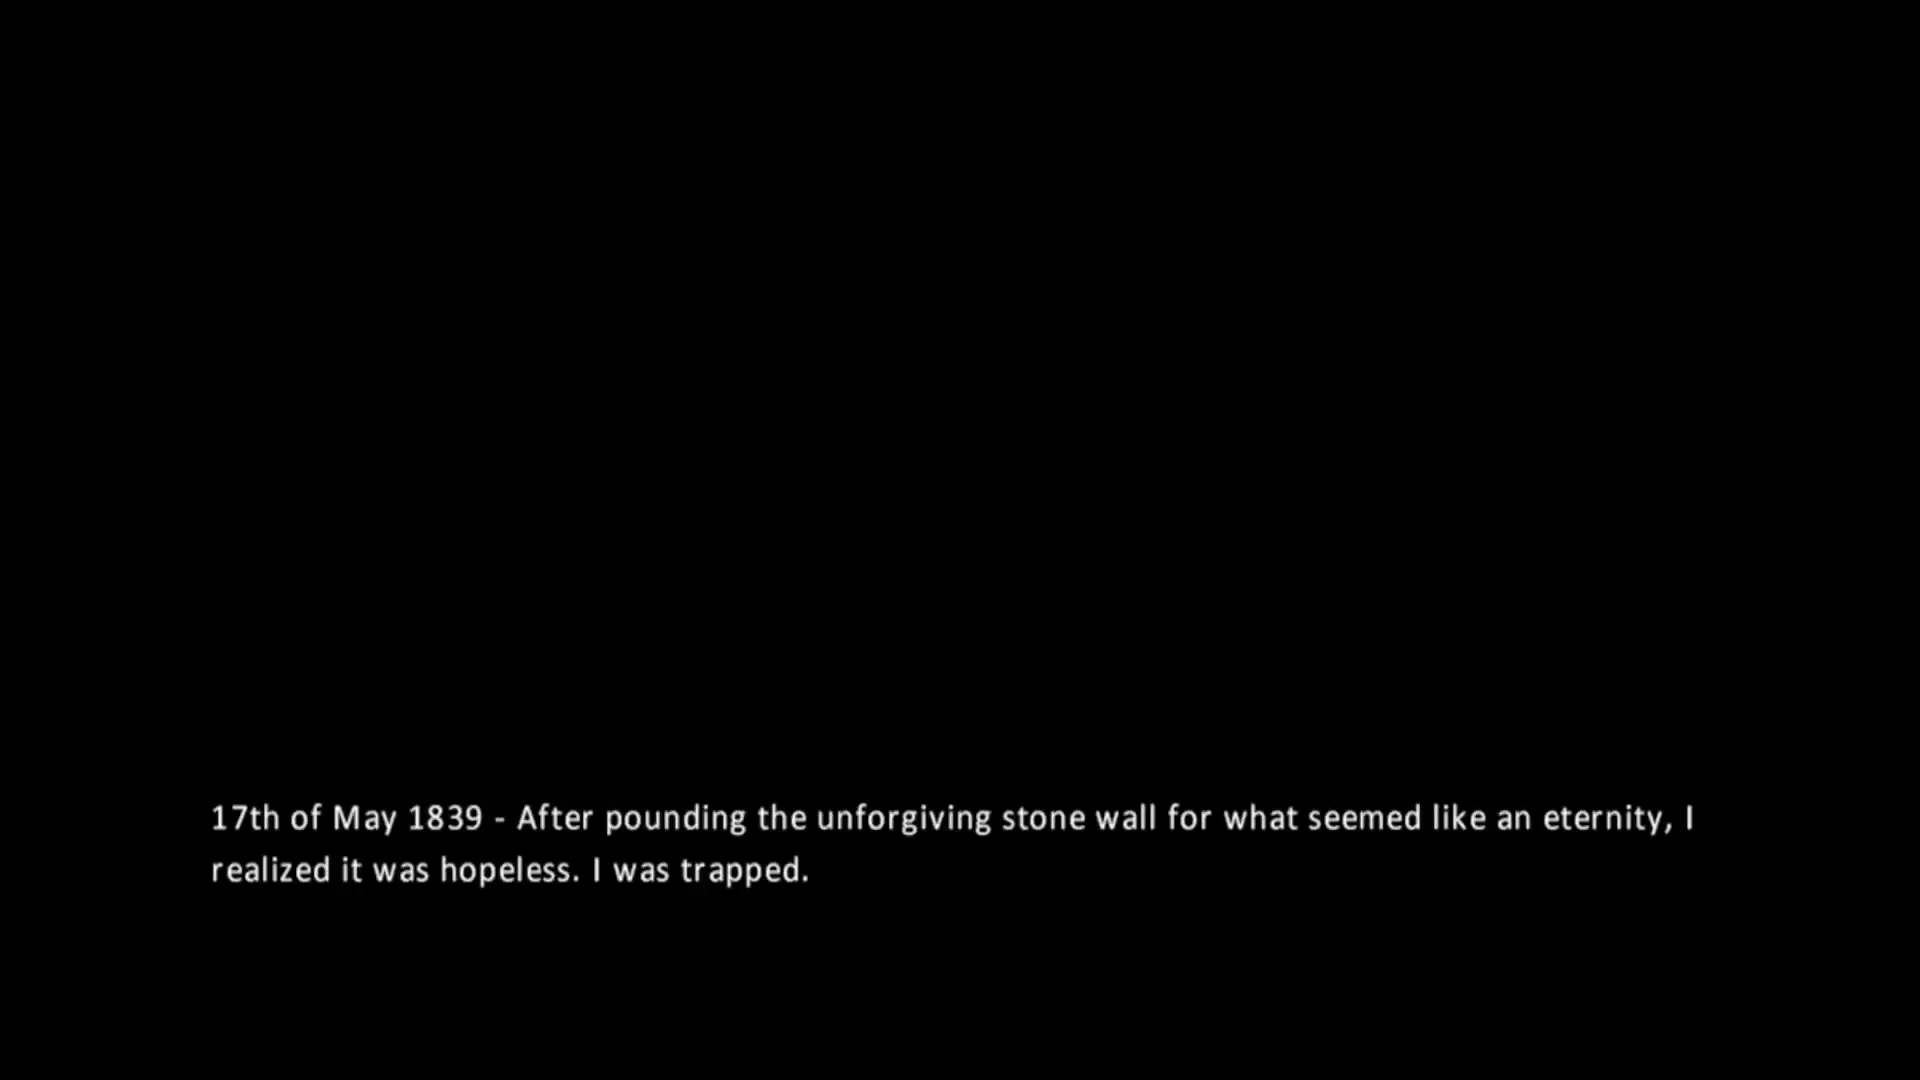 17th of May 1839 - After pounding the unforgiving stone wall for what seemed like an eternity, I
realized it was hopeless. I was trapped.